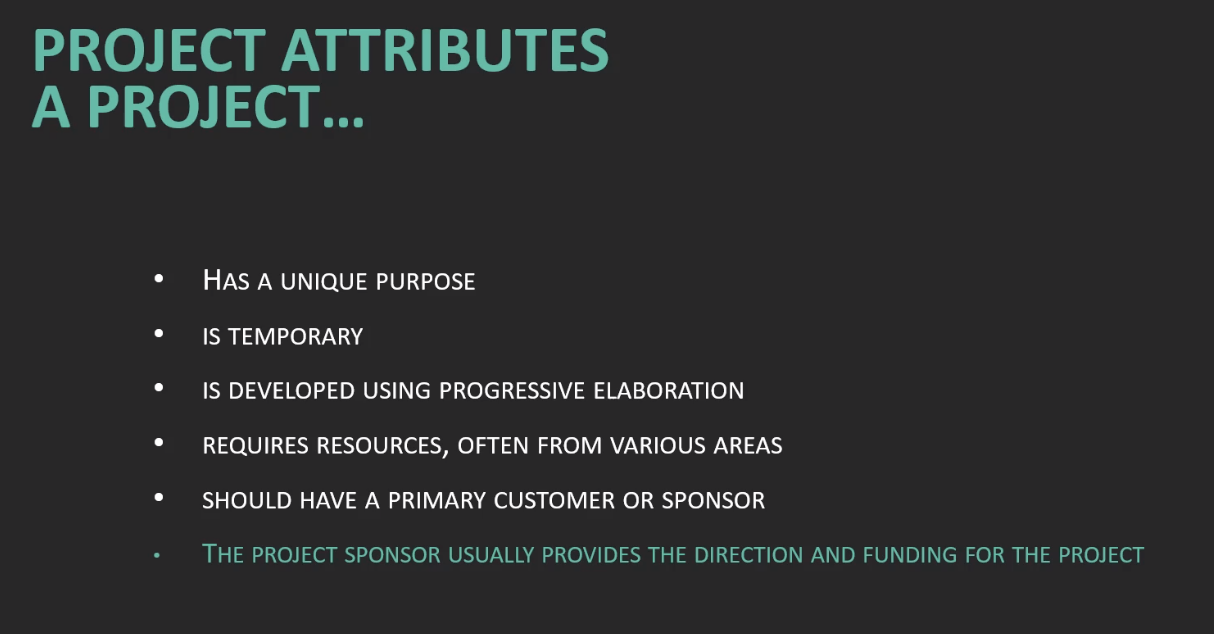 PROJECT ATTRIBUTES
A PROJECT...
• HAS A UNIQUE PURPOSE
• IS TEMPORARY
• IS DEVELOPED USING PROGRESSIVE ELABORATION
• REQUIRES RESOURCES, OFTEN FROM VARIOUS AREAS
• SHOULD HAVE A PRIMARY CUSTOMER OR SPONSOR
• THE PROJECT SPONSOR USUALLY PROVIDES THE DIRECTION AND FUNDING FOR THE PROJECT